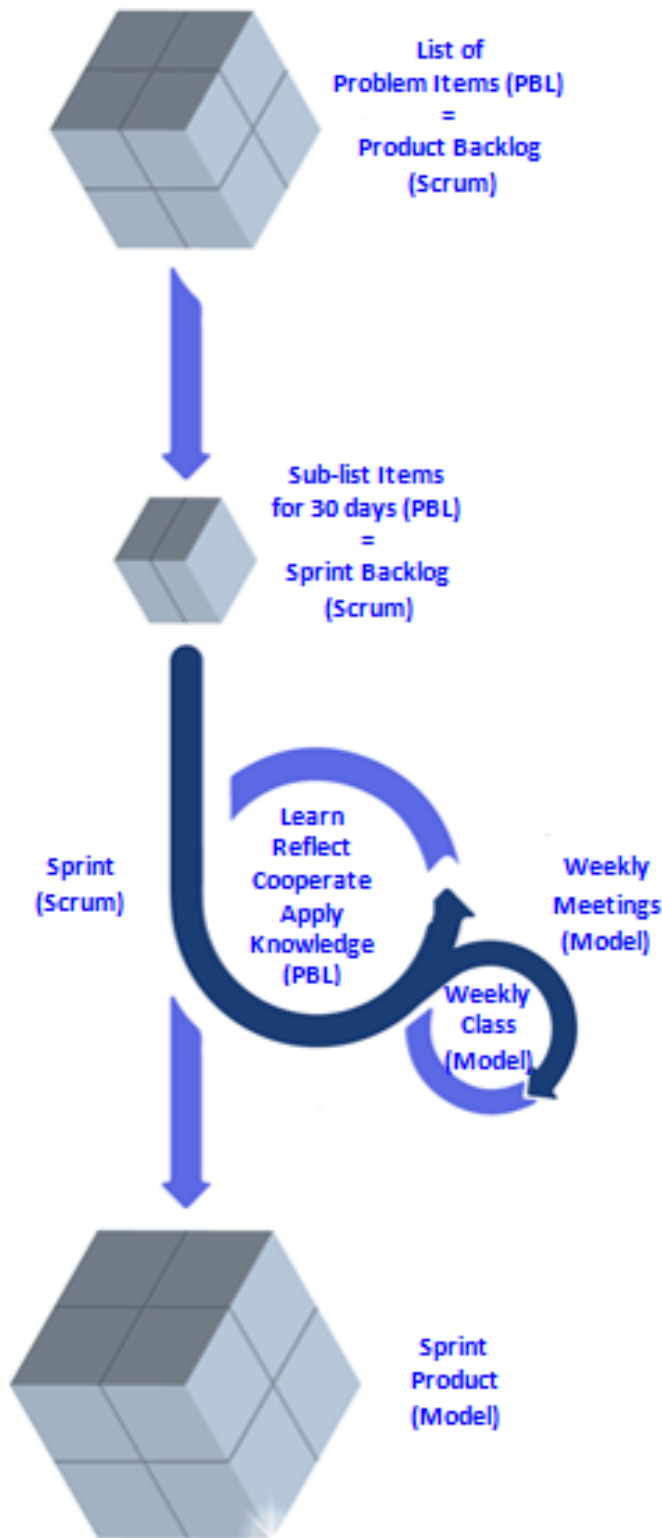 List of
Problem Items (PBL)
=
Product Backlog
(Scrum)
Sub-list Items
for 30 days (PBL)
=
Sprint Backlog
(Scrum)
Sprint
(Scrum)
Learn
Reflect
Cooperate
Apply
Knowledge
(PBL)
Weekly
Meetings
(Model)
Weekly
Class
(Model)
Sprint
Product
(Model)